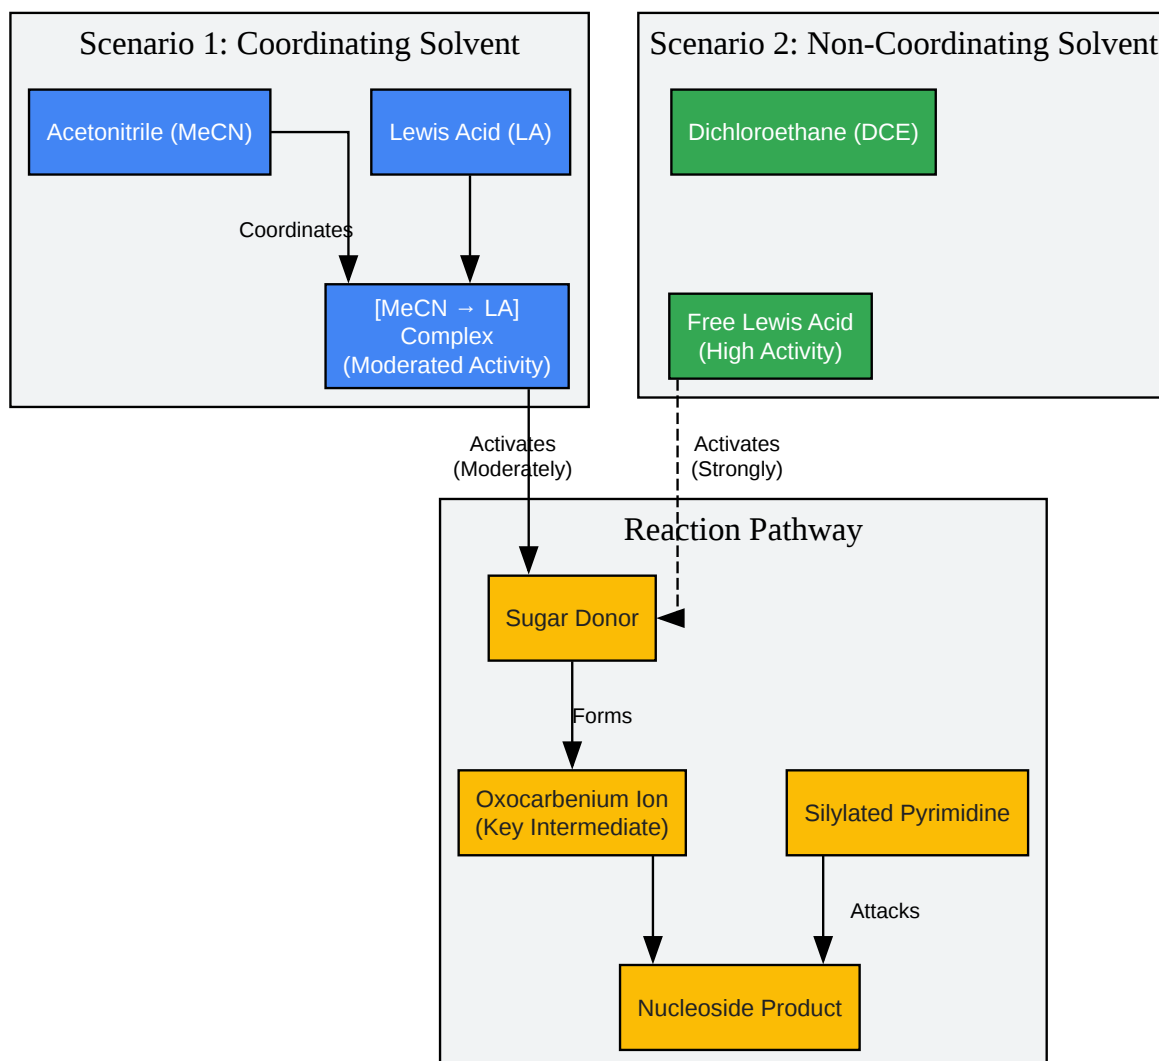 Scenario 1: Coordinating Solvent
Acetonitrile (MeCN)
Lewis Acid (LA)
Coordinates
[MeCN → LA]
Complex
(Moderated Activity)
Scenario 2: Non-Coordinating Solvent
Dichloroethane (DCE)
Free Lewis Acid
(High Activity)
Activates
(Moderately)
Activates
(Strongly)
Reaction Pathway
Sugar Donor
Forms
Oxocarbenium Ion
(Key Intermediate)
Silylated Pyrimidine
Attacks
Nucleoside Product